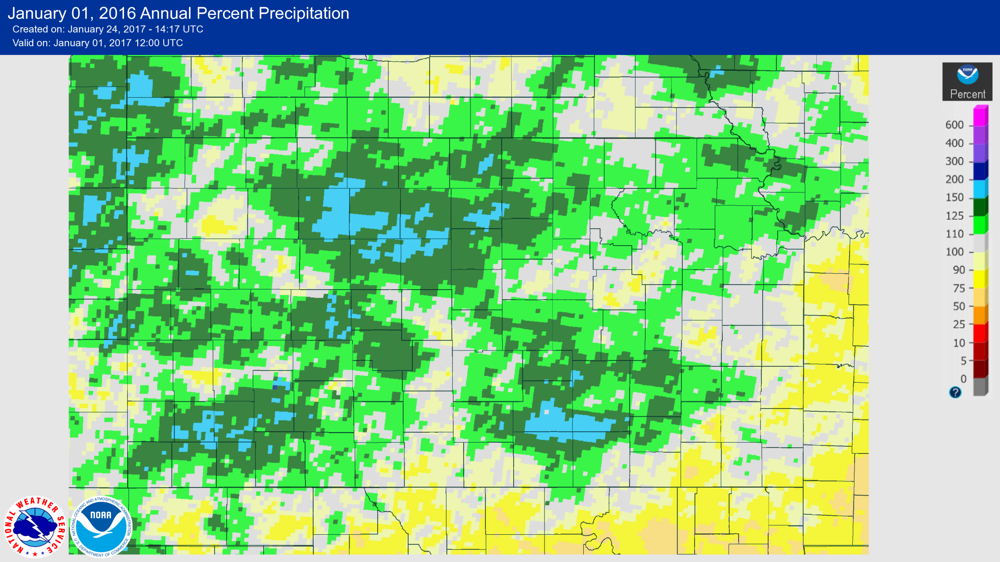 January 01, 2016 Annual Percent Precipitation
Created on: January 24, 2017 - 14:17 UTC
Valid on: January 01, 2017 12:00 UTC
NOAA
Percent
600
400
300
200
150
125
110
100
90
75
50
25
10
5
0
?
NATIONAL WEATHER SERVICE
NATIONAL OCEANIC AND ATMOSPHERIC ADMINISTRATION
NOAA
U.S. DEPARTMENT OF COMMERCE